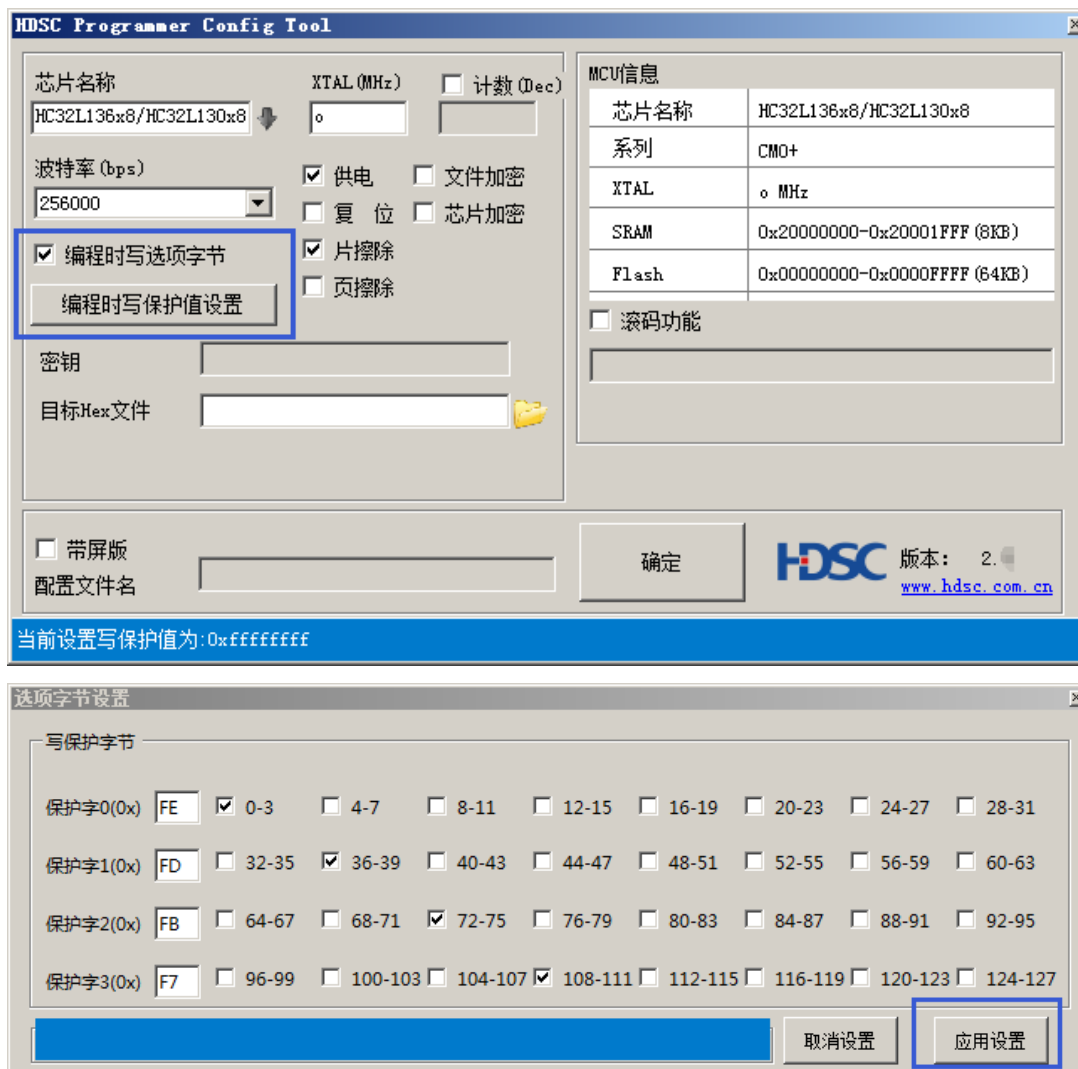 HDSC Programmer Config Tool
芯片名称 XTAL(MHz) 计数(Dec)
HC32L136x8/HC32L130x8 o
波特率(bps)
256000
供电 文件加密
复 位 芯片加密
编程时写选项字节 片擦除
编程时写保护值设置 页擦除
密钥
目标Hex文件
MCU信息
芯片名称 HC32L136x8/HC32L130x8
系列 CM0+
XTAL o MHz
SRAM 0x20000000-0x20001FFF(8KB)
Flash 0x00000000-0x0000FFFF(64KB)
滚码功能
带屏版
配置文件名
确定
HDSC 版本: 2.
www.hdsc.com.cn
当前设置写保护值为:0xffffffff
选项字节设置
写保护字节
保护字0(0x) FE 0-3 4-7 8-11 12-15 16-19 20-23 24-27 28-31
保护字1(0x) FD 32-35 36-39 40-43 44-47 48-51 52-55 56-59 60-63
保护字2(0x) FB 64-67 68-71 72-75 76-79 80-83 84-87 88-91 92-95
保护字3(0x) F7 96-99 100-103 104-107 108-111 112-115 116-119 120-123 124-127
取消设置 应用设置